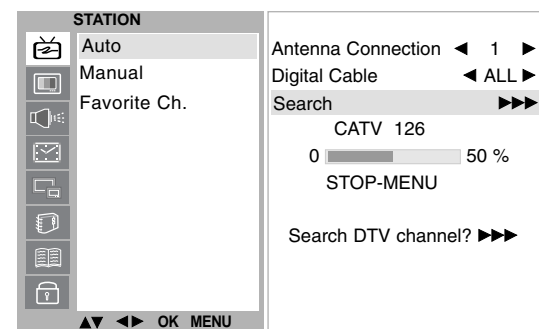 STATION
Auto
Manual
Favorite Ch.
▲▼ ◀▶ OK MENU
Antenna Connection ◀ 1 ▶
Digital Cable ◀ ALL ▶
Search ▶▶▶
CATV 126
0 50 %
STOP-MENU
Search DTV channel? ▶▶▶